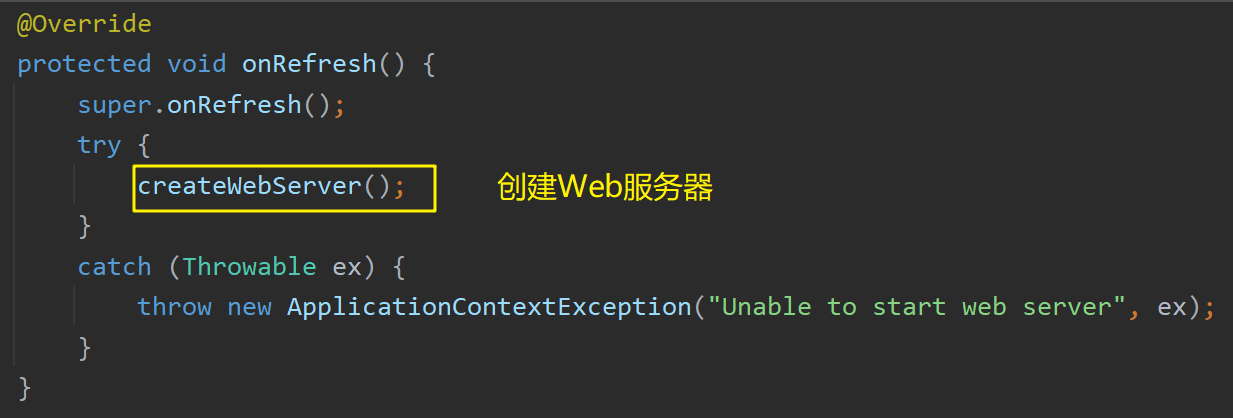 @Override
protected void onRefresh() {
super.onRefresh();
try {
createWebServer(); 创建Web服务器
}
catch (Throwable ex) {
throw new ApplicationContextException("Unable to start web server", ex);
}
}